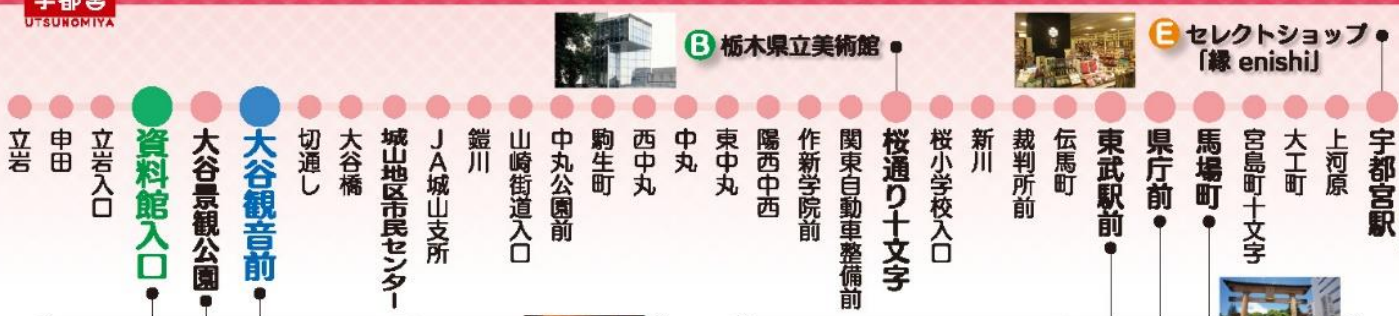 宇都宮
UTSUNOMIYA
B 栃木県立美術館
E セレクトショップ
「縁 enishi」
立岩
申田
立岩入口
資料館入口
大谷景観公園
大谷観音前
切通し
大谷橋
城山地区市民センター
JA城山支所
鎧川
山崎街道入口
中丸公園前
駒生町
西中丸
中丸
東中丸
陽西中西
作新学院前
関東自動車整備前
桜通り十文字
桜小学校入口
新川
裁判所前
伝馬町
東武駅前
県庁前
馬場町
宮島町十文字
大工町
上河原
宇都宮駅